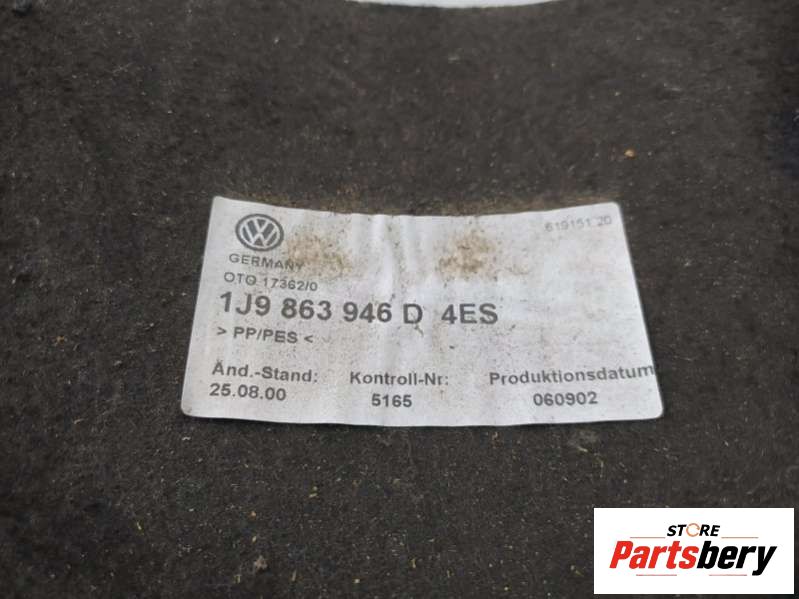 619151 20
GERMANY
OTO 17362/0
1J9 863 946 D 4ES
> PP/PES <
Änd.-Stand: Kontroll-Nr: Produktionsdatum
25.08.00 5165 060902
STORE
Partsbery